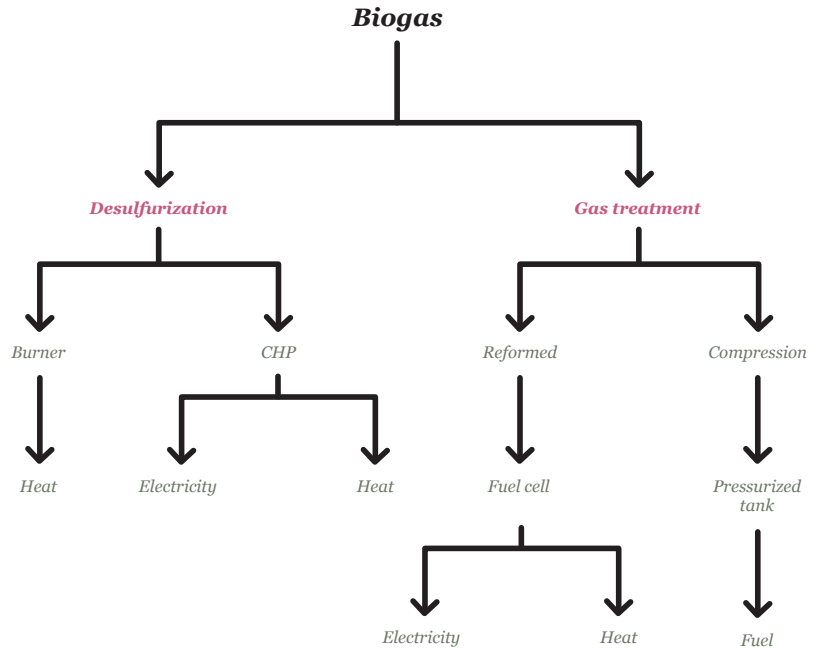 Biogas
Desulfurization
Gas treatment
Burner
CHP
Reformed
Compression
Heat
Electricity
Heat
Fuel cell
Pressurized
tank
Electricity
Heat
Fuel